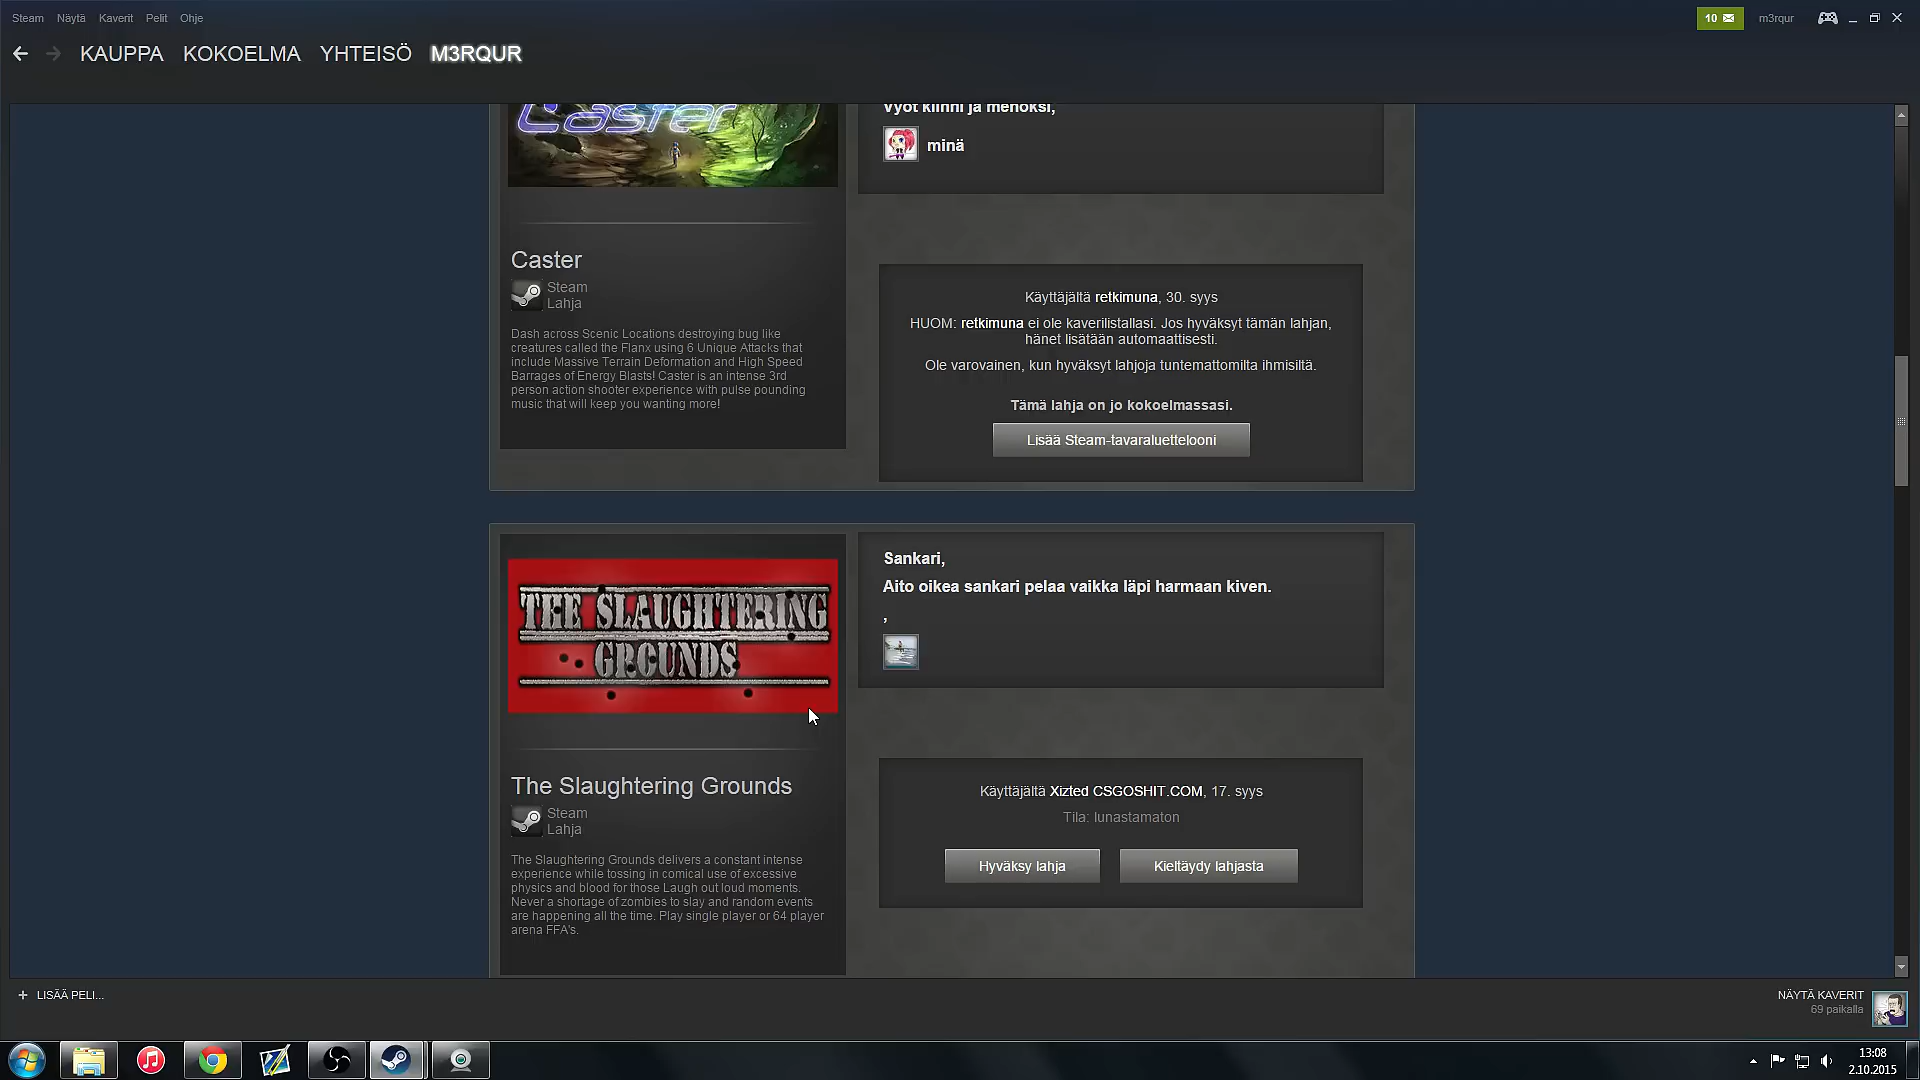 Steam Näytä Kaverit Pelit Ohje
10
m3rqur
KAUPPA KOKOELMA YHTEISÖ M3RQUR
Caster
Vyöt kiinni ja menoksi,
minä
Caster
Steam
Lahja
Dash across Scenic Locations destroying bug like
creatures called the Flanx using 6 Unique Attacks that
include Massive Terrain Deformation and High Speed
Barrages of Energy Blasts! Caster is an intense 3rd
person action shooter experience with pulse pounding
music that will keep you wanting more!
Käyttäjältä retkimuna, 30. syys
HUOM: retkimuna ei ole kaverilistallasi. Jos hyväksyt tämän lahjan,
hänet lisätään automaattisesti.
Ole varovainen, kun hyväksyt lahjoja tuntemattomilta ihmisiltä.
Tämä lahja on jo kokoelmassasi.
Lisää Steam-tavaraluettelooni
THE SLAUGHTERING
GROUNDS
Sankari,
Aito oikea sankari pelaa vaikka läpi harmaan kiven.
,
The Slaughtering Grounds
Steam
Lahja
The Slaughtering Grounds delivers a constant intense
experience while tossing in comical use of excessive
physics and blood for those Laugh out loud moments.
Never a shortage of zombies to slay and random events
are happening all the time. Play single player or 64 player
arena FFA's.
Käyttäjältä Xizted CSGOSHIT.COM, 17. syys
Tila: lunastamaton
Hyväksy lahja
Kieltäydy lahjasta
+ LISÄÄ PELI...
NÄYTÄ KAVERIT
69 paikalla
13:08
2.10.2015